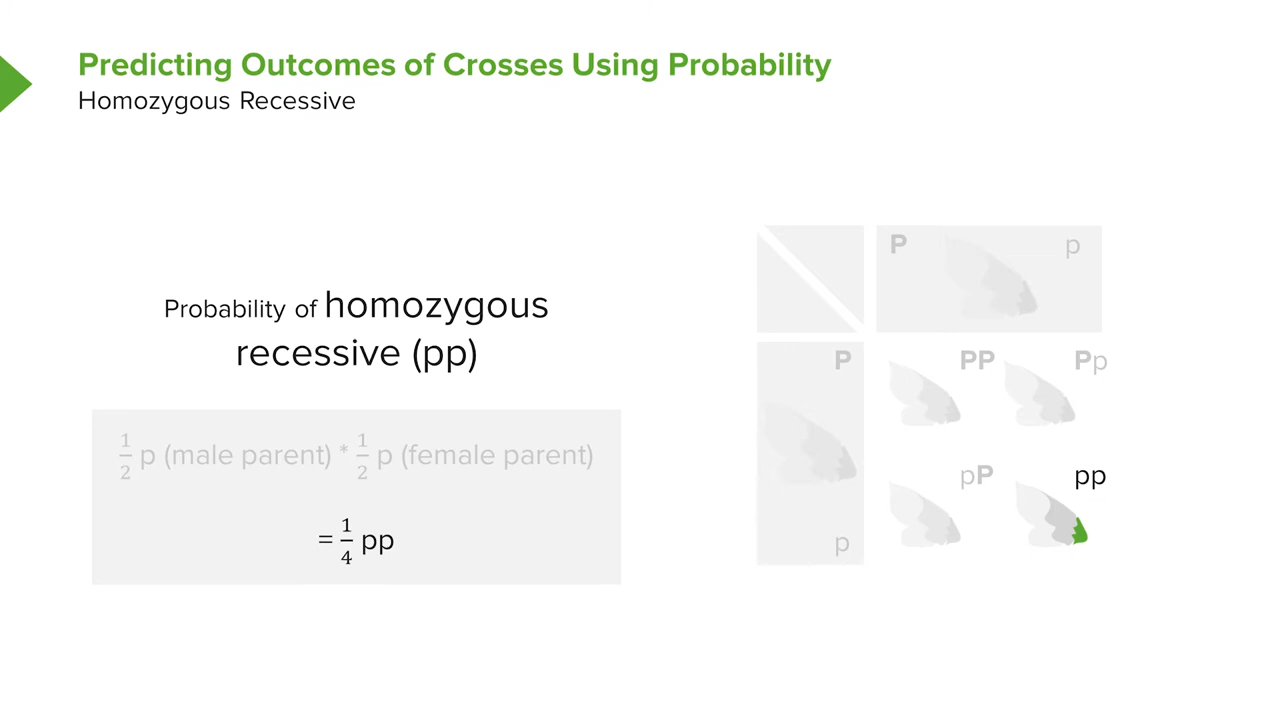 Predicting Outcomes of Crosses Using Probability
Homozygous Recessive
Probability of homozygous
recessive (pp)
1/2 p (male parent) * 1/2 p (female parent)
= 1/4 pp
P p
P
p
PP Pp
pP pp